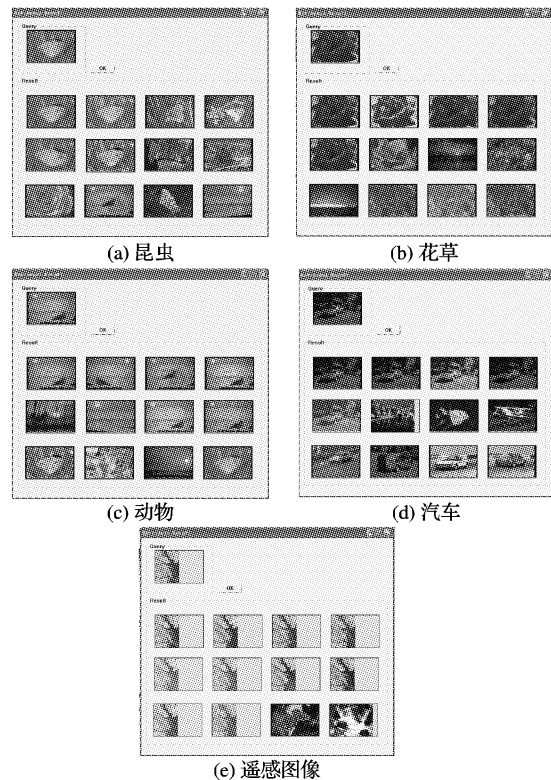 Query
OK
Result
Query
OK
Result
(a) 昆虫
(b) 花草
Query
OK
Result
Query
OK
Result
(c) 动物
(d) 汽车
Query
OK
Result
(e) 遥感图像